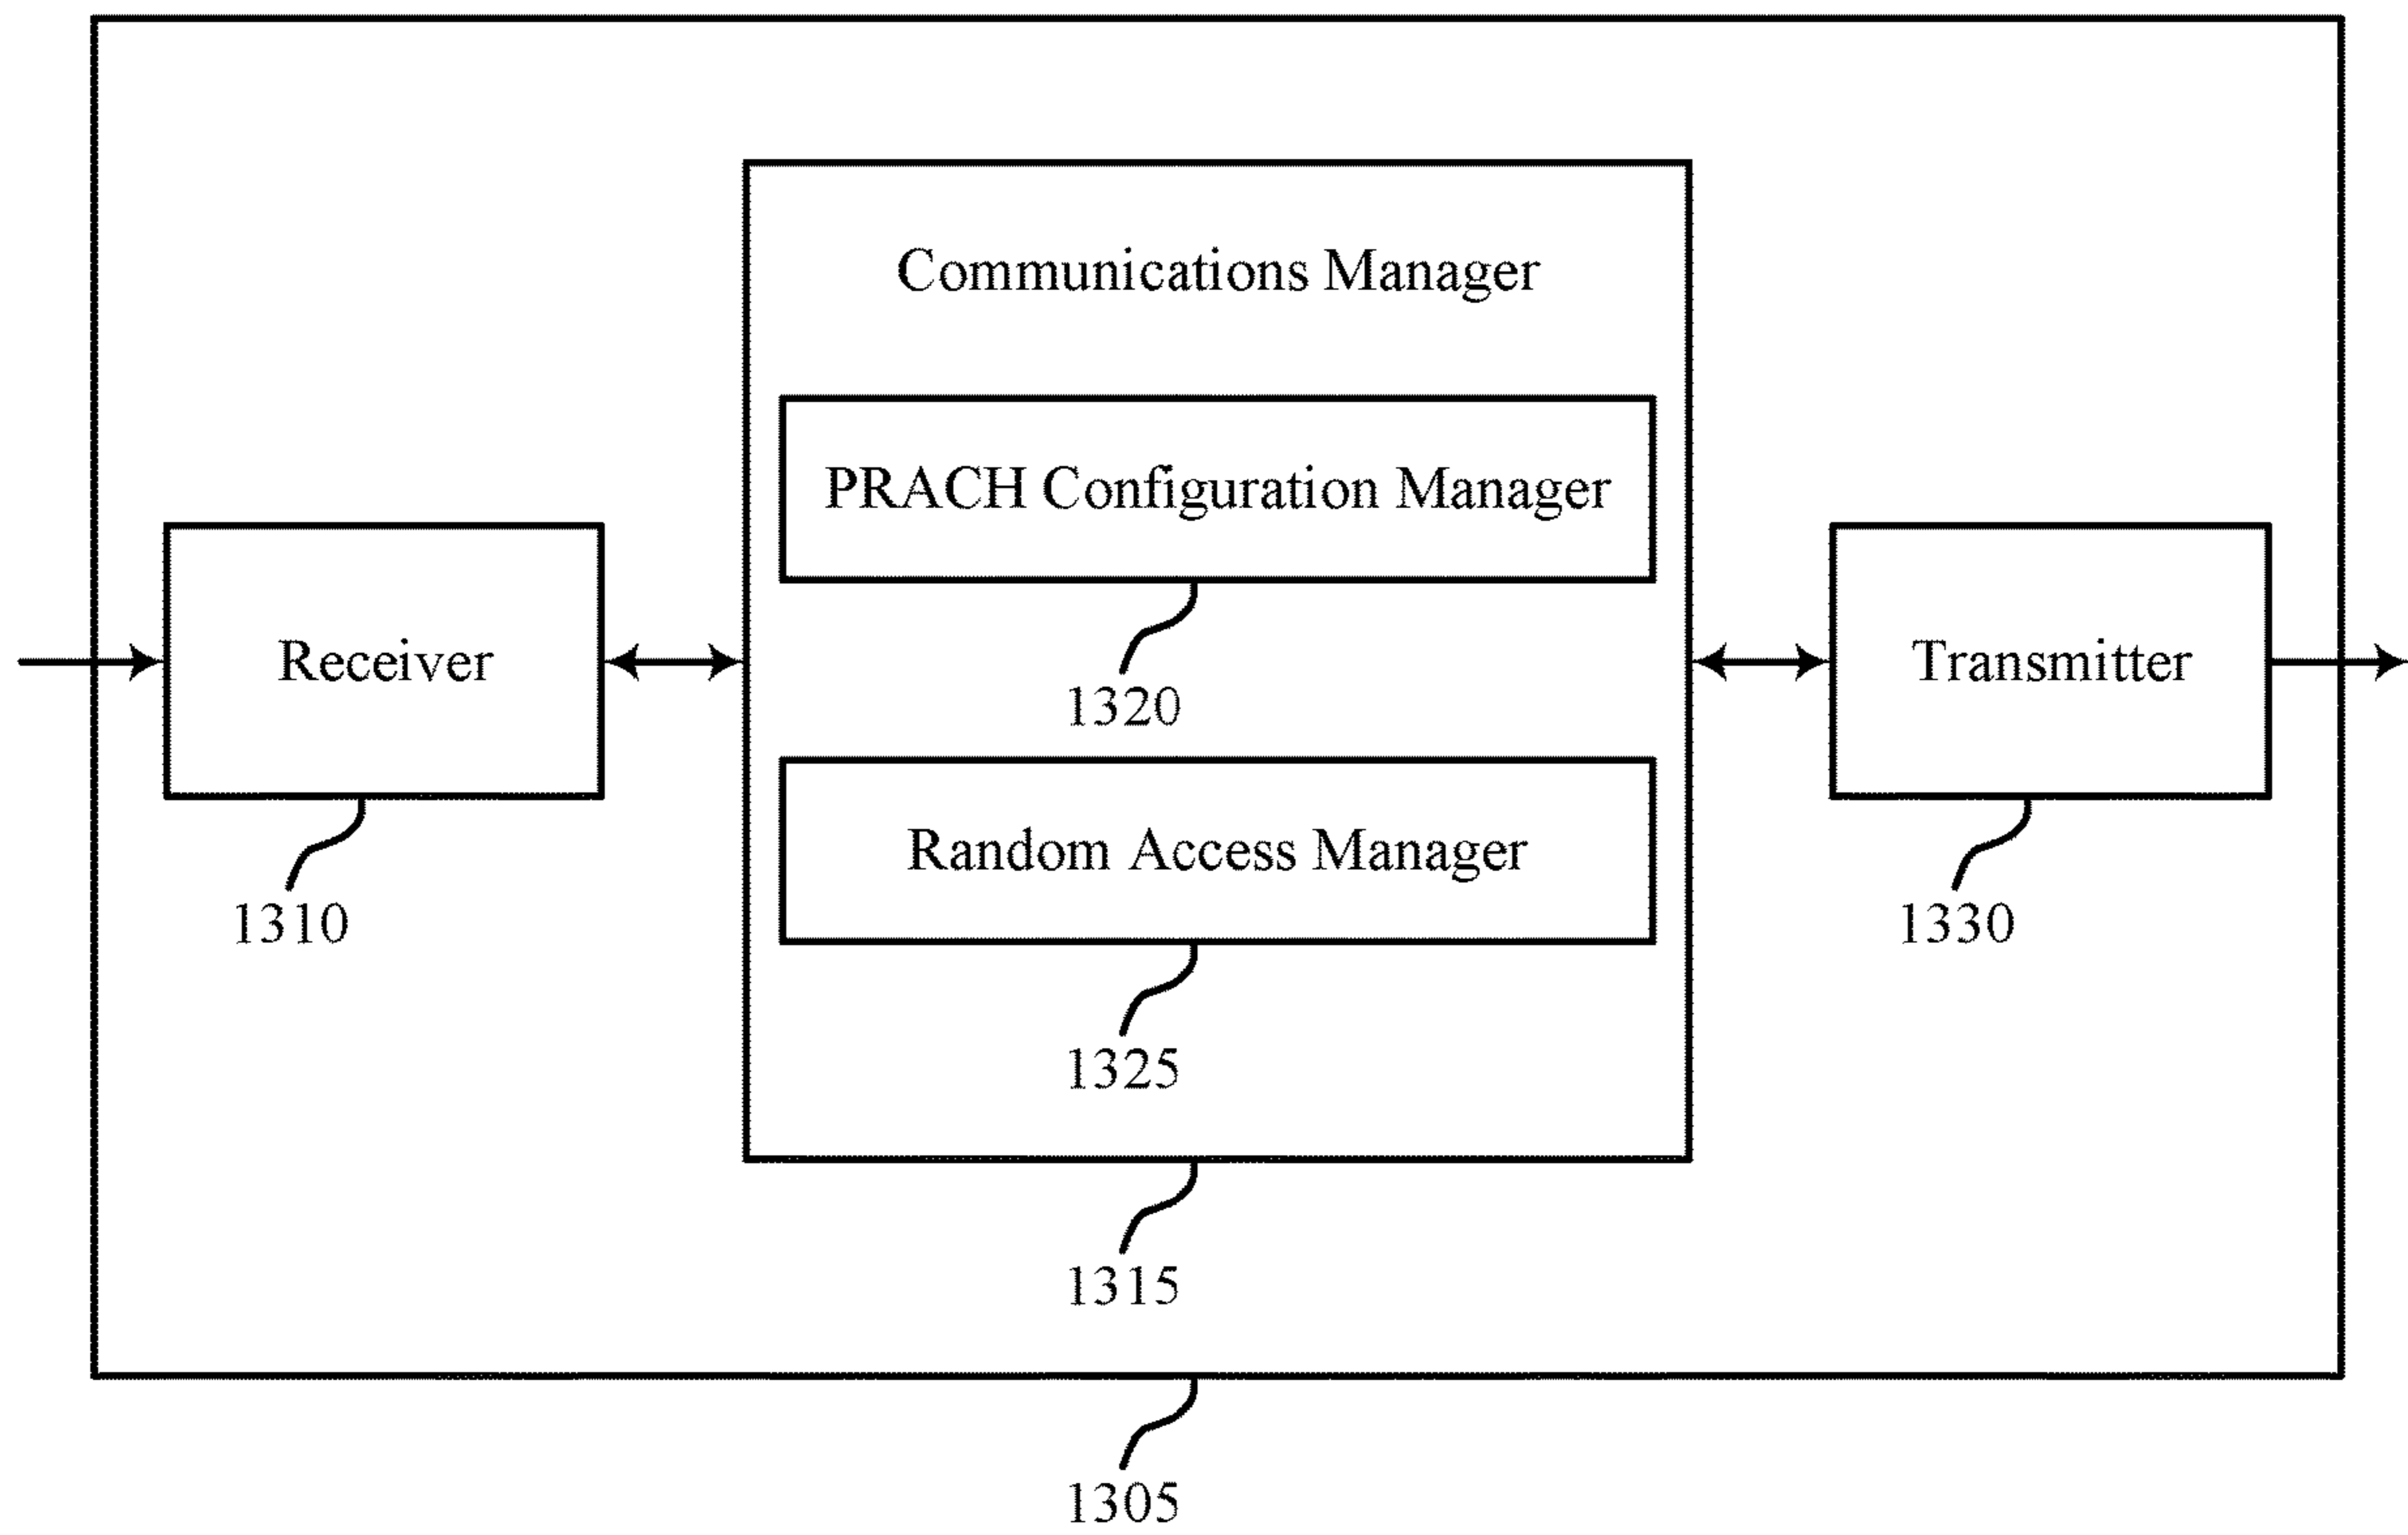 Communications Manager
PRACH Configuration Manager
1320
Receiver
1310
Transmitter
1330
Random Access Manager
1325
1315
1305